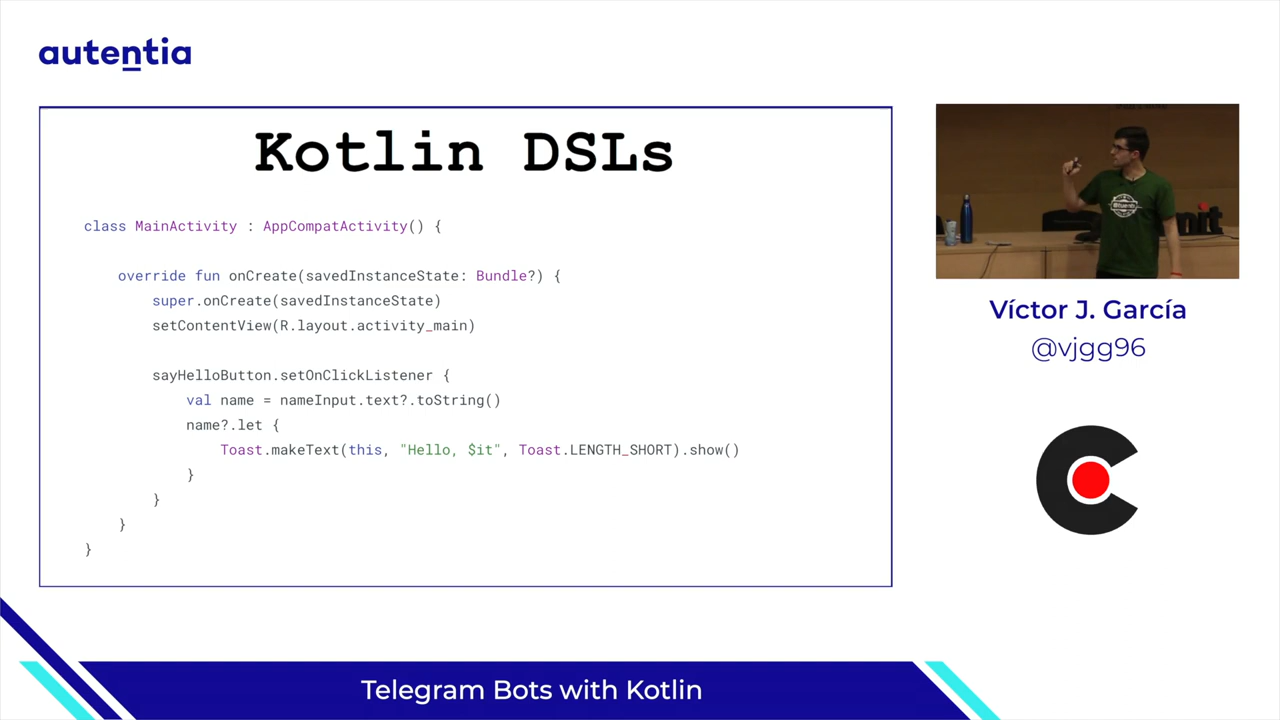 autentia
Kotlin DSLs
class MainActivity : AppCompatActivity() {
override fun onCreate(savedInstanceState: Bundle?) {
super.onCreate(savedInstanceState)
setContentView(R.layout.activity_main)
sayHelloButton.setOnClickListener {
val name = nameInput.text?.toString()
name?.let {
Toast.makeText(this, "Hello, $it", Toast.LENGTH_SHORT).show()
}
}
}
}
Víctor J. García
@vjgg96
Telegram Bots with Kotlin